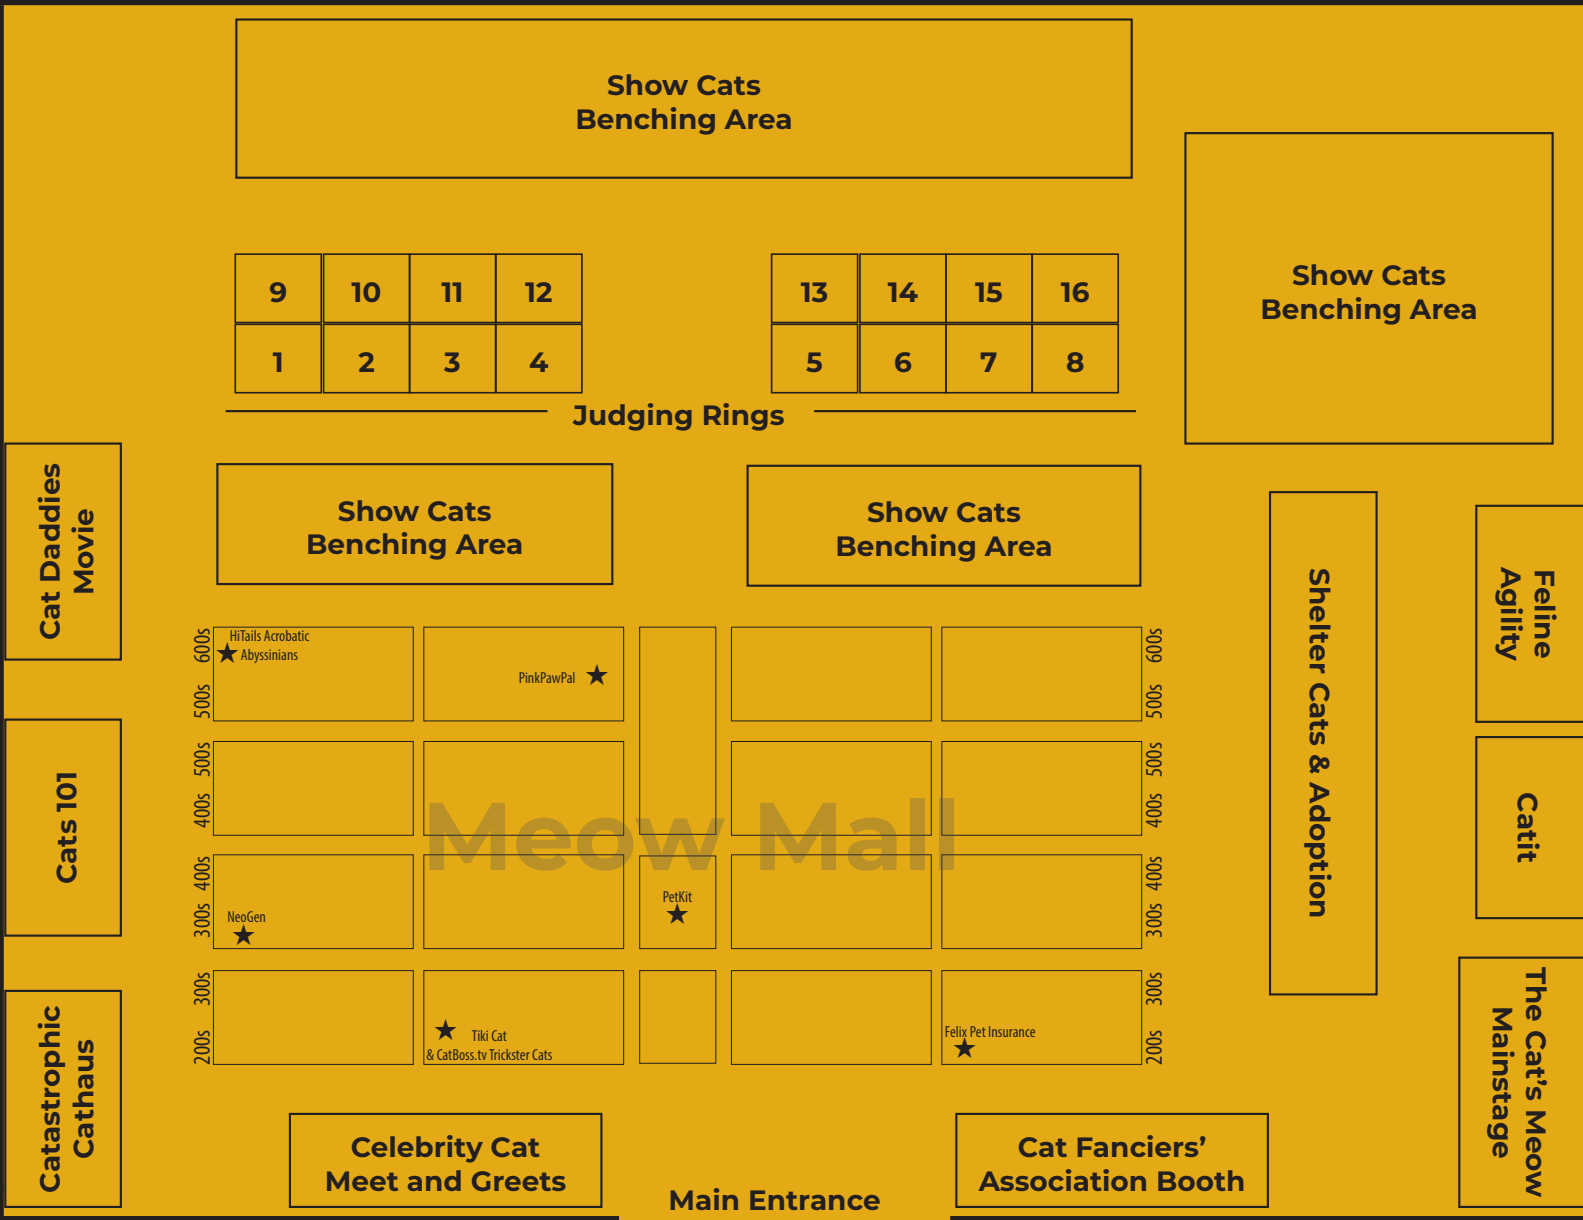 Show Cats
Benching Area
Show Cats
Benching Area
9 10 11 12
13 14 15 16
1 2 3 4
5 6 7 8
Judging Rings
Cat Daddies
Movie
Show Cats
Benching Area
Show Cats
Benching Area
Shelter Cats & Adoption
Feline
Agility
600s
HiTails Acrobatic
Abyssinians
PinkPawPal
600s
500s
500s
Cats 101
500s
500s
400s
400s
Meow Mall
Catit
400s
400s
300s
NeoGen
PetKit
300s
300s
300s
Catastrophic
Cathaus
200s
Tiki Cat
& CatBoss.tv Trickster Cats
Felix Pet Insurance
200s
The Cat's Meow
Mainstage
Celebrity Cat
Meet and Greets
Cat Fanciers'
Association Booth
Main Entrance